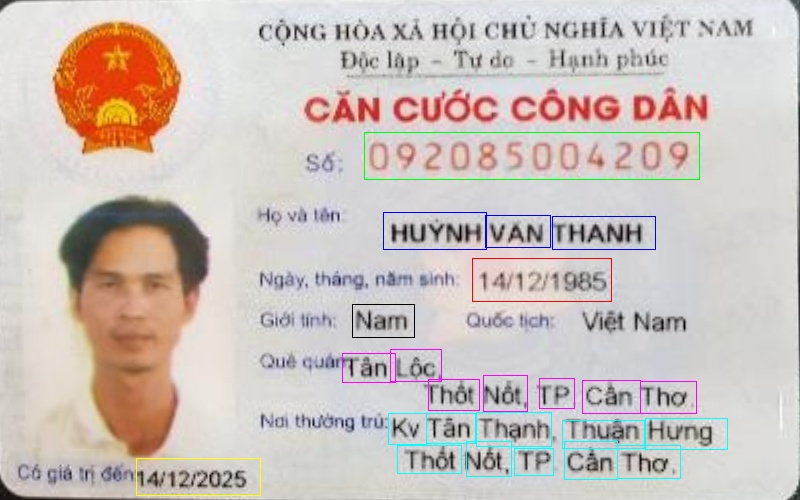 CỘNG HÒA XÃ HỘI CHỦ NGHĨA VIỆT NAM
Độc lập - Tự do - Hạnh phúc
CĂN CƯỚC CÔNG DÂN
Số: 092085004209
Họ và tên: HUỲNH VĂN THANH
Ngày, tháng, năm sinh: 14/12/1985
Giới tính: Nam Quốc tịch: Việt Nam
Quê quán: Tân Lộc,
Thốt Nốt, TP. Cần Thơ.
Nơi thường trú: Kv Tân Thạnh, Thuận Hưng
Thốt Nốt, TP. Cần Thơ.
Có giá trị đến 14/12/2025